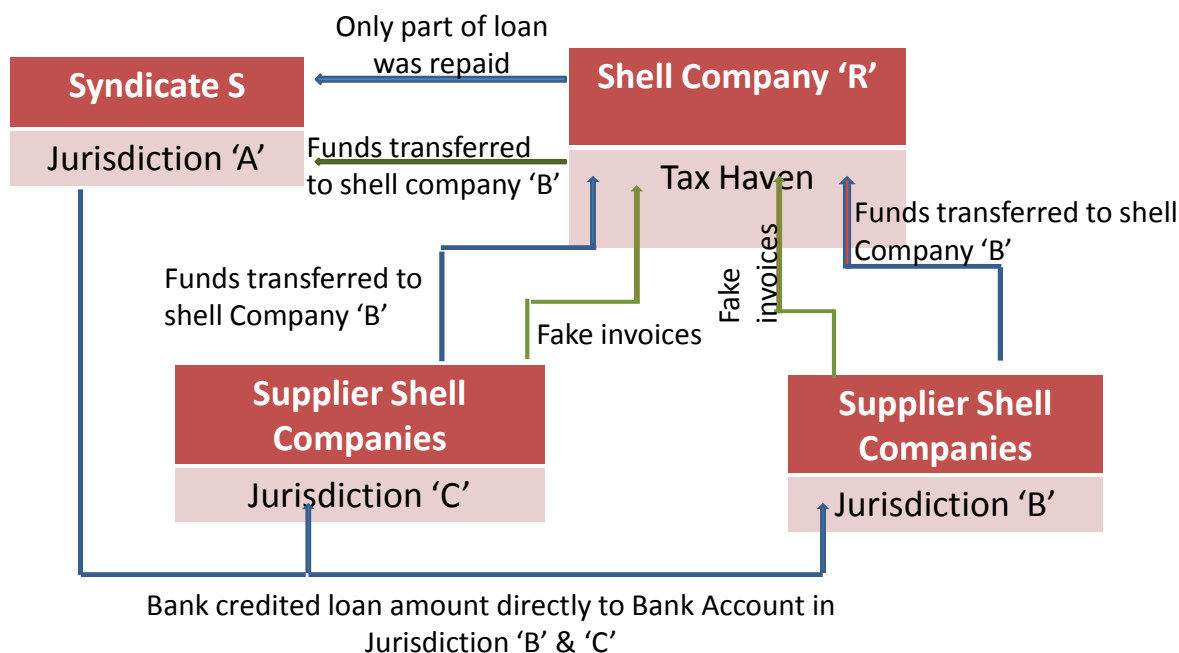 Only part of loan
was repaid
Syndicate S
Jurisdiction ‘A’
Shell Company ‘R’
Tax Haven
Funds transferred
to shell company ‘B’
Funds transferred to shell
Company ‘B’
Funds transferred to
shell Company ‘B’
Fake invoices
Fake
invoices
Supplier Shell
Companies
Jurisdiction ‘C’
Supplier Shell
Companies
Jurisdiction ‘B’
Bank credited loan amount directly to Bank Account in
Jurisdiction ‘B’ & ‘C’